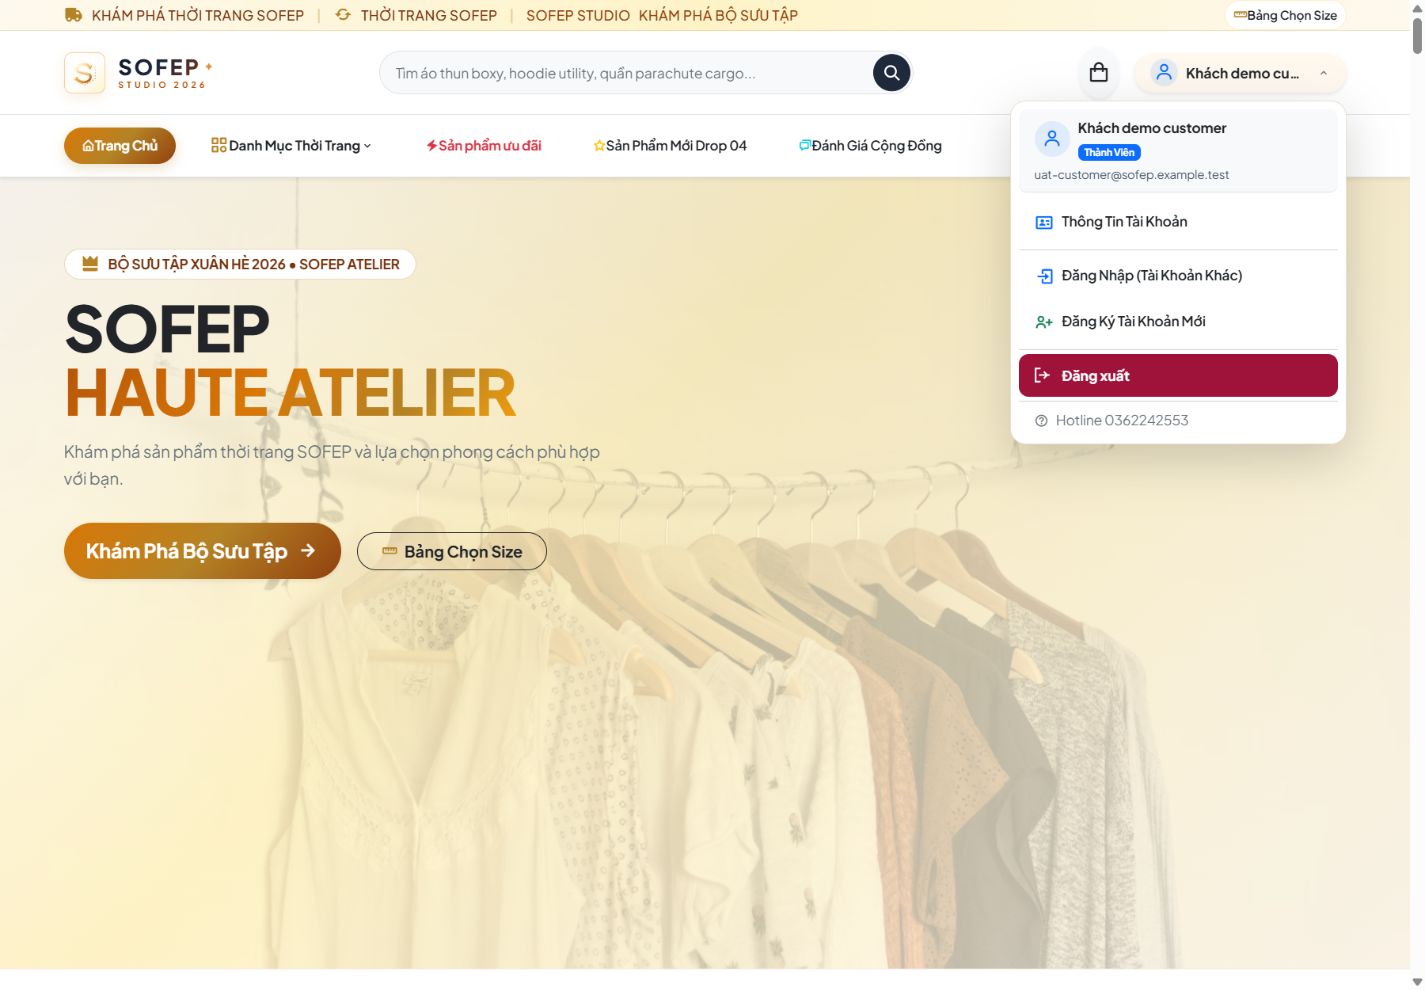 KHÁM PHÁ THỜI TRANG SOFEP | THỜI TRANG SOFEP | SOFEP STUDIO KHÁM PHÁ BỘ SƯU TẬP
Bảng Chọn Size
S
SOFEP
STUDIO 2026
Tìm áo thun boxy, hoodie utility, quần parachute cargo...
Khách demo cu...
Trang Chủ
Danh Mục Thời Trang
Sản phẩm ưu đãi
Sản Phẩm Mới Drop 04
Đánh Giá Cộng Đồng
Khách demo customer
Thành Viên
uat-customer@sofep.example.test
Thông Tin Tài Khoản
Đăng Nhập (Tài Khoản Khác)
Đăng Ký Tài Khoản Mới
Đăng xuất
Hotline 0362242553
BỘ SƯU TẬP XUÂN HÈ 2026 • SOFEP ATELIER
SOFEP
HAUTE ATELIER
Khám phá sản phẩm thời trang SOFEP và lựa chọn phong cách phù hợp
với bạn.
Khám Phá Bộ Sưu Tập
Bảng Chọn Size